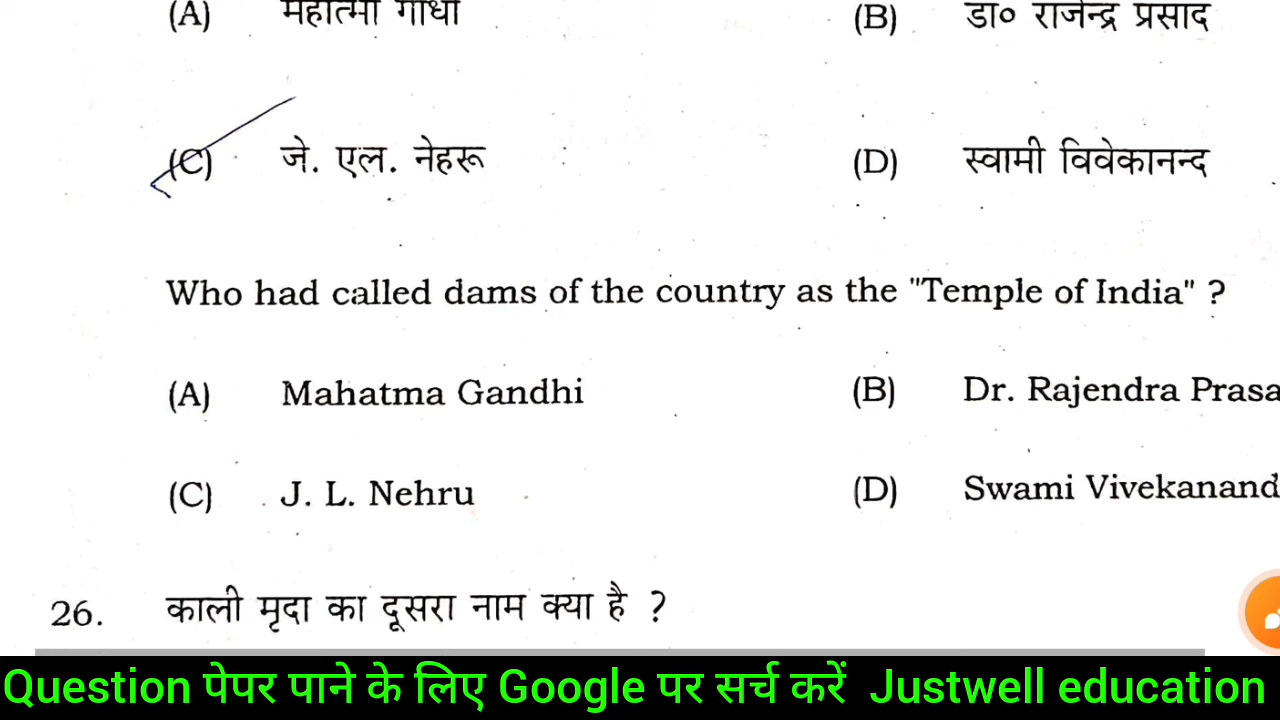 (A) महात्मा गाँधी (B) डा० राजेन्द्र प्रसाद
(C) जे. एल. नेहरू (D) स्वामी विवेकानन्द
Who had called dams of the country as the "Temple of India" ?
(A) Mahatma Gandhi (B) Dr. Rajendra Prasa
(C) J. L. Nehru (D) Swami Vivekanand
26. काली मृदा का दूसरा नाम क्या है ?
Question पेपर पाने के लिए Google पर सर्च करें Justwell education